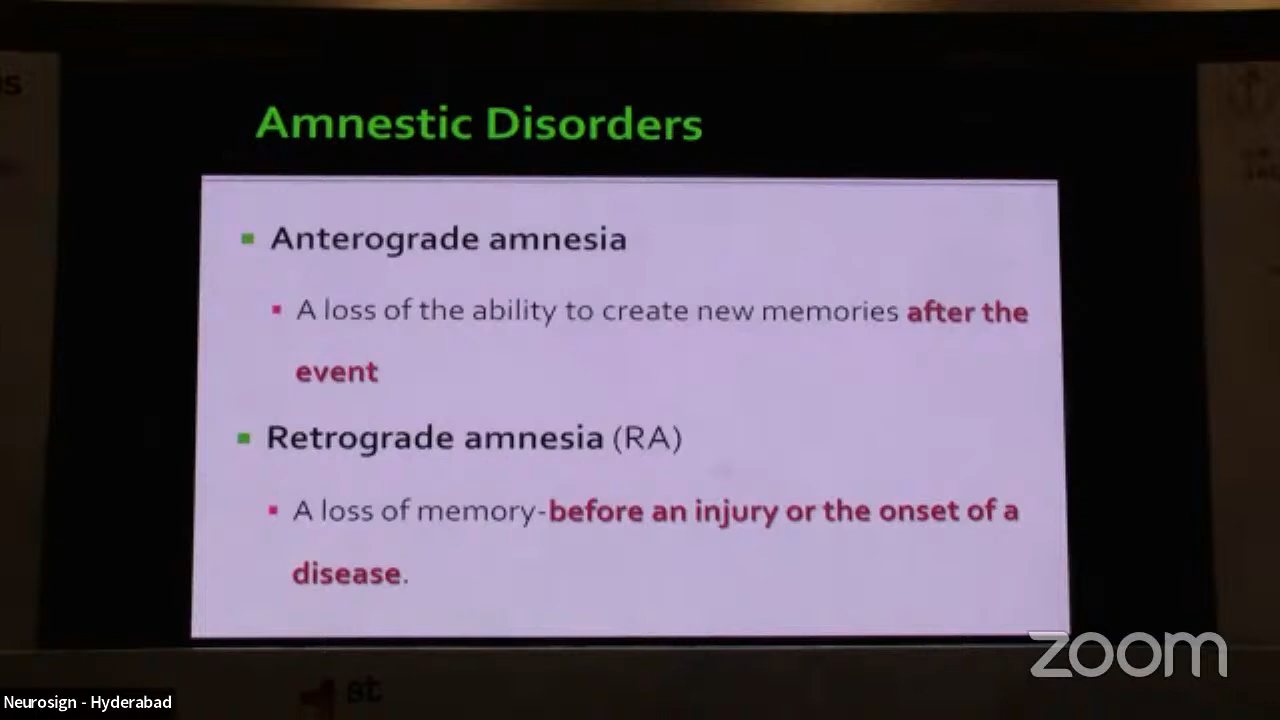 Amnestic Disorders
Anterograde amnesia
A loss of the ability to create new memories after the
event
Retrograde amnesia (RA)
A loss of memory-before an injury or the onset of a
disease.
zoom
st
Neurosign - Hyderabad